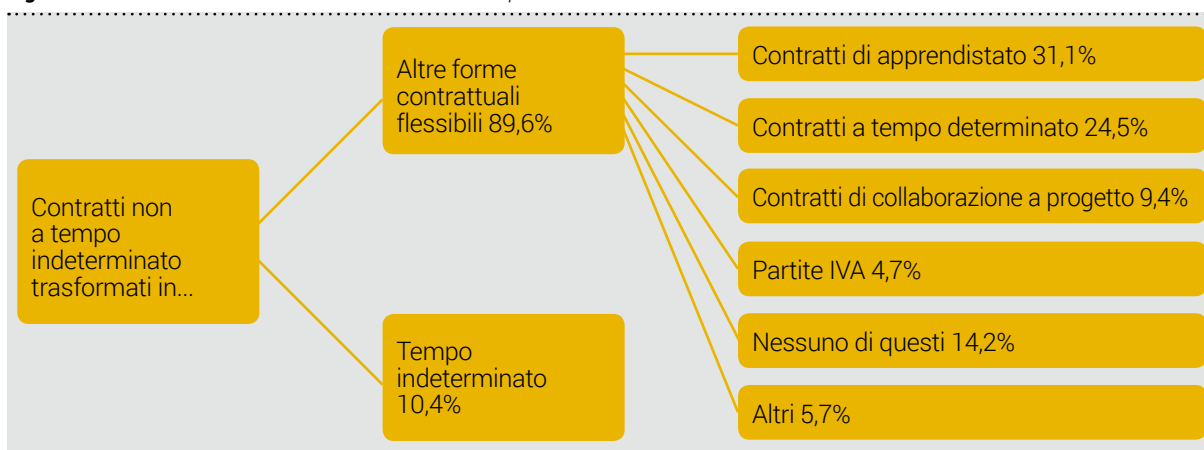 Contratti non
a tempo
indeterminato
trasformati in...
Altre forme
contrattuali
flessibili 89,6%
Tempo
indeterminato
10,4%
Contratti di apprendistato 31,1%
Contratti a tempo determinato 24,5%
Contratti di collaborazione a progetto 9,4%
Partite IVA 4,7%
Nessuno di questi 14,2%
Altri 5,7%